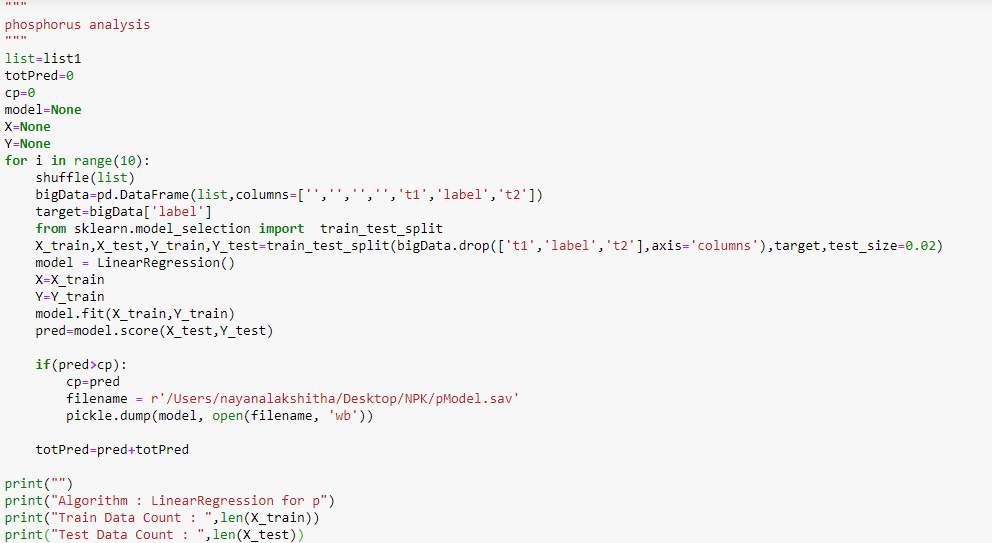 """
phosphorus analysis
"""
list=list1
totPred=0
cp=0
model=None
X=None
Y=None
for i in range(10):
    shuffle(list)
    bigData=pd.DataFrame(list,columns=['','','','','t1','label','t2'])
    target=bigData['label']
    from sklearn.model_selection import  train_test_split
    X_train,X_test,Y_train,Y_test=train_test_split(bigData.drop(['t1','label','t2'],axis='columns'),target,test_size=0.02)
    model = LinearRegression()
    X=X_train
    Y=Y_train
    model.fit(X_train,Y_train)
    pred=model.score(X_test,Y_test)

    if(pred>cp):
        cp=pred
        filename = r'/Users/nayanalakshitha/Desktop/NPK/pModel.sav'
        pickle.dump(model, open(filename, 'wb'))

    totPred=pred+totPred

print("")
print("Algorithm : LinearRegression for p")
print("Train Data Count : ",len(X_train))
print("Test Data Count : ",len(X_test))